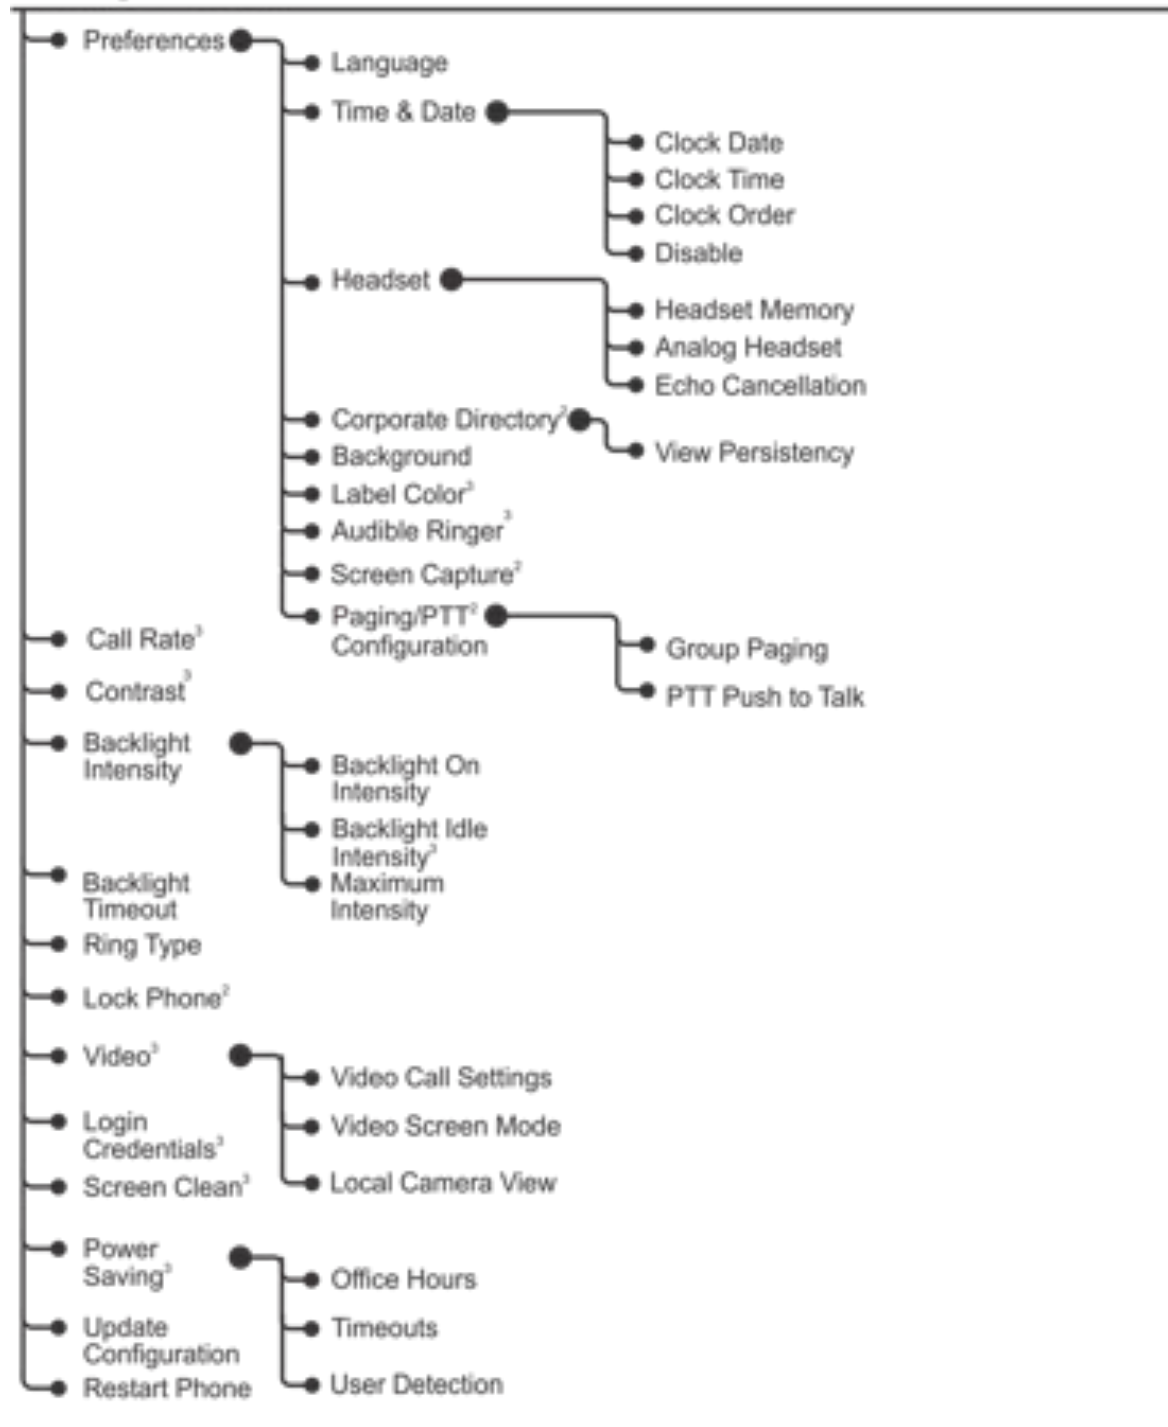 Preferences
Language
Time & Date
Clock Date
Clock Time
Clock Order
Disable
Headset
Headset Memory
Analog Headset
Echo Cancellation
Corporate Directory²
View Persistency
Background
Label Color³
Audible Ringer³
Screen Capture²
Paging/PTT²
Configuration
Group Paging
PTT Push to Talk
Call Rate³
Contrast³
Backlight
Intensity
Backlight On
Intensity
Backlight Idle
Intensity³
Maximum
Intensity
Backlight
Timeout
Ring Type
Lock Phone²
Video³
Video Call Settings
Video Screen Mode
Local Camera View
Login
Credentials³
Screen Clean³
Power
Saving³
Office Hours
Timeouts
User Detection
Update
Configuration
Restart Phone